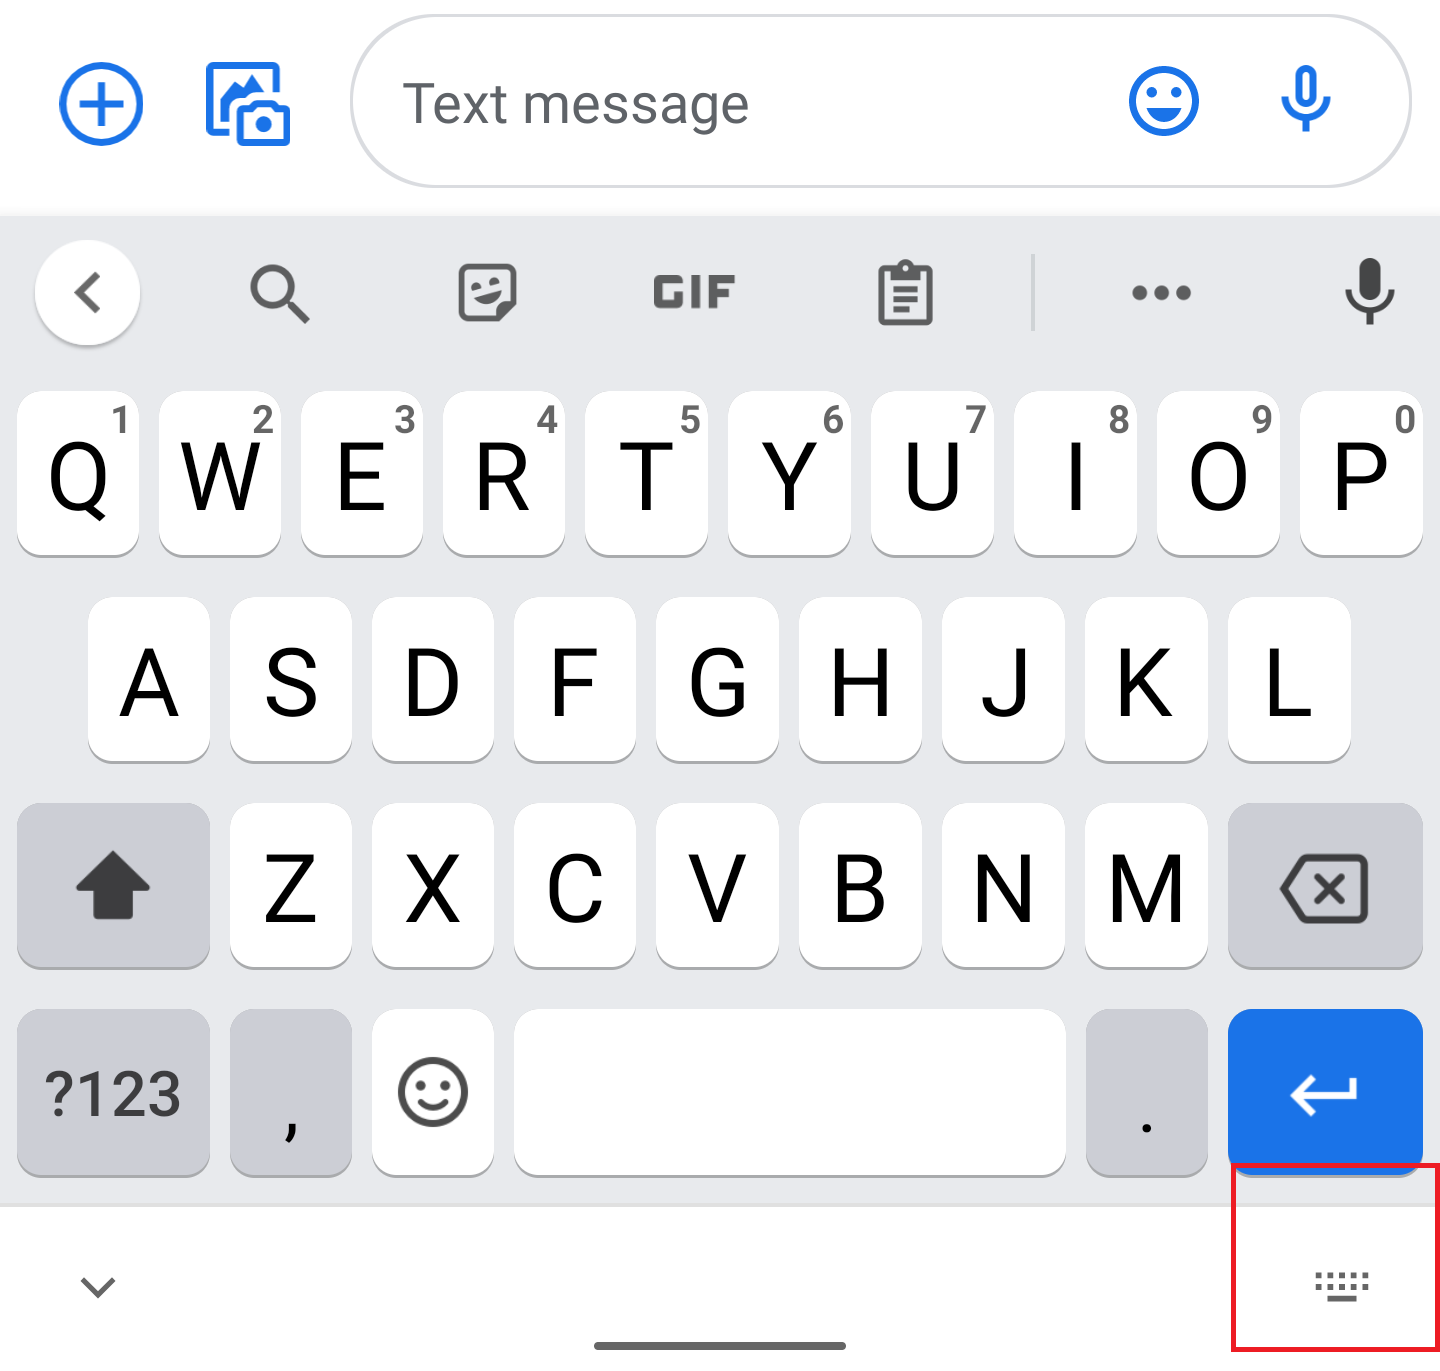 Text message
GIF
1 2 3 4 5 6 7 8 9 0
Q W E R T Y U I O P
A S D F G H J K L
Z X C V B N M
?123 , .